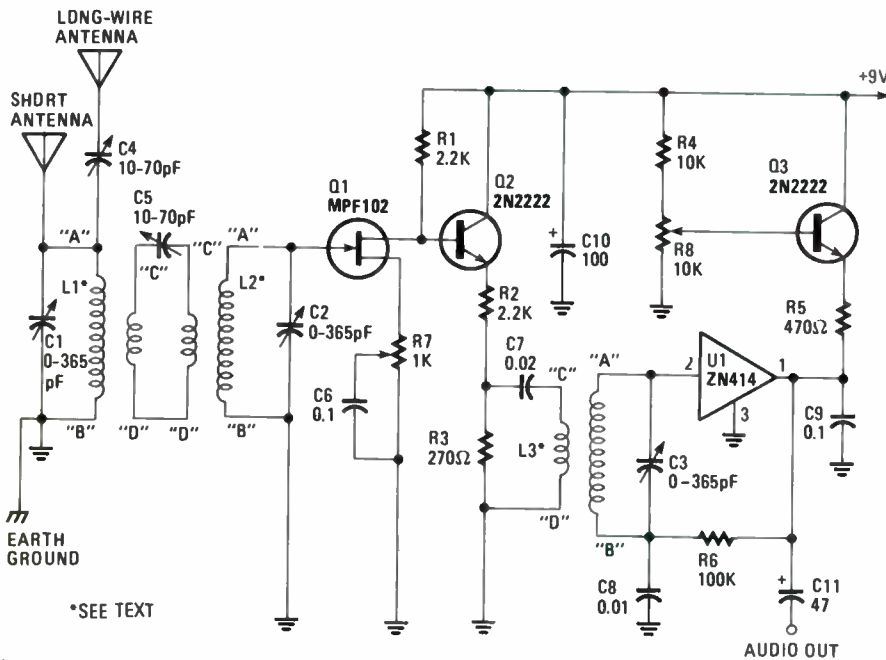 LDNG-WIRE
ANTENNA
SHDRT
ANTENNA
C4
10-70pF
C5
10-70pF
"A"
"C"
"C"
"A"
L1*
L2*
C1
0-365
pF
"B"
"D"
"D"
"B"
EARTH
GROUND
*SEE TEXT
Q1
MPF102
C2
0-365pF
R7
1K
C6
0.1
R1
2.2K
Q2
2N2222
R2
2.2K
R3
270Ω
C7
0.02
"C"
L3*
"D"
+
C10
100
R4
10K
R8
10K
Q3
2N2222
+9V
R5
470Ω
"A"
2
U1
ZN414
1
3
C9
0.1
C3
0-365pF
"B"
R6
100K
C8
0.01
+
C11
47
AUDIO OUT